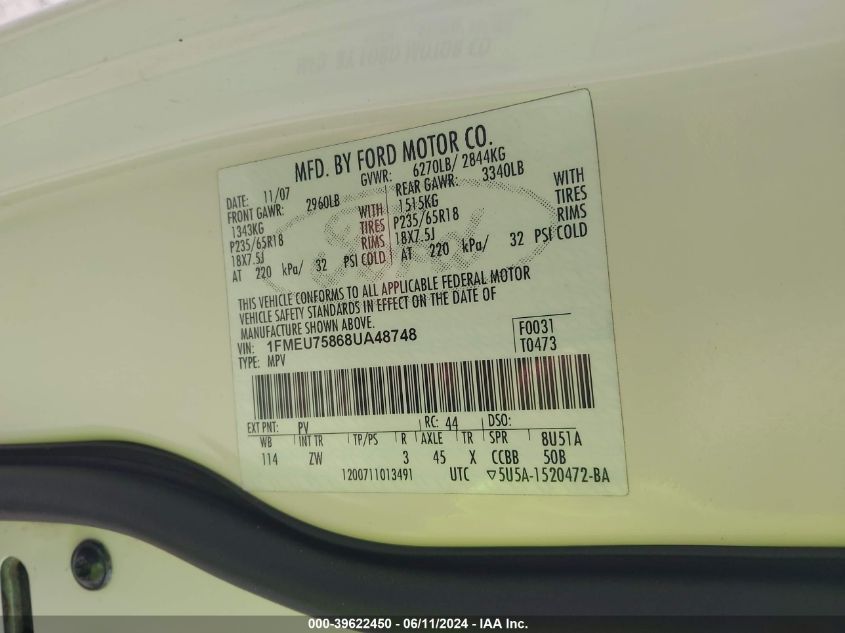 MFD. BY FORD MOTOR CO.
DATE: 11/07 GVWR: 6270LB/ 2844KG
FRONT GAWR: 2960LB REAR GAWR: 3340LB
1343KG WITH 1515KG WITH
P235/65R18 TIRES P235/65R18 TIRES
18X7.5J RIMS 18X7.5J RIMS
AT 220 kPa/ 32 PSI COLD AT 220 kPa/ 32 PSI COLD
Ford
THIS VEHICLE CONFORMS TO ALL APPLICABLE FEDERAL MOTOR
VEHICLE SAFETY STANDARDS IN EFFECT ON THE DATE OF
MANUFACTURE SHOWN ABOVE.
VIN: 1FMEU75868UA48748 F0031
TYPE: MPV T0473
EXT PNT: PV RC: 44 DSO:
WB INT TR TP/PS R AXLE TR SPR 8U51A
114 ZW 3 45 X CCBB 50B
1200711013491 UTC ▽5U5A-1520472-BA
000-39622450 - 06/11/2024 - IAA Inc.